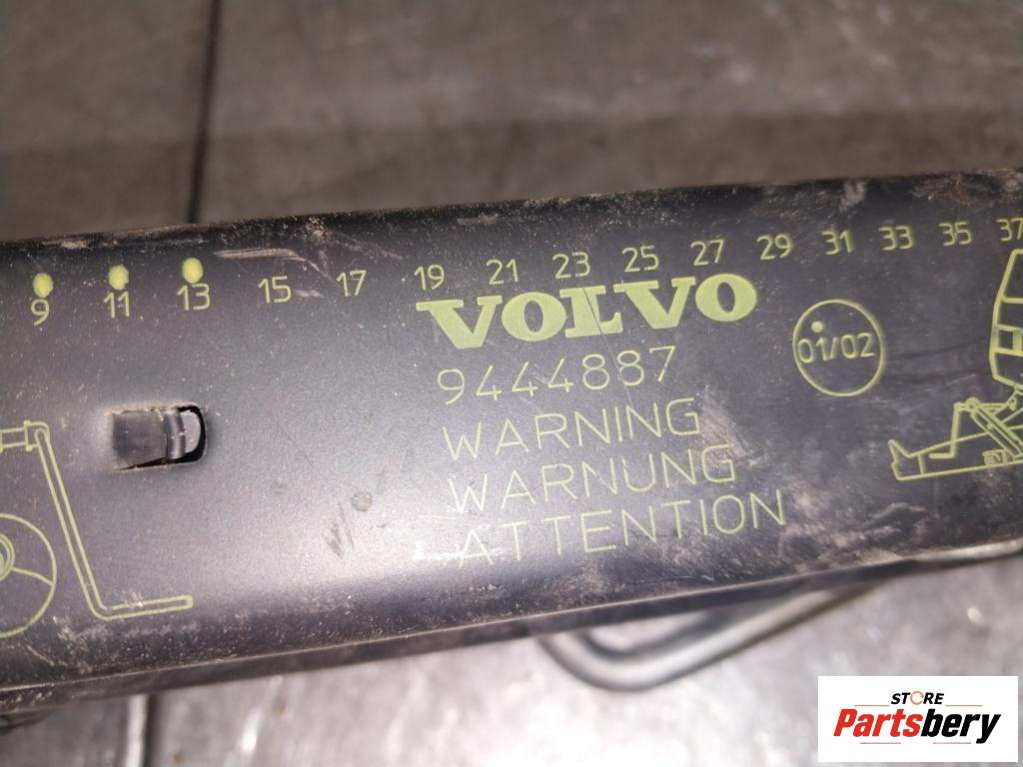 9 11 13 15 17 19 21 23 25 27 29 31 33 35 37
VOLVO
9444887
01/02
WARNING
WARNUNG
ATTENTION
STORE
Partsbery